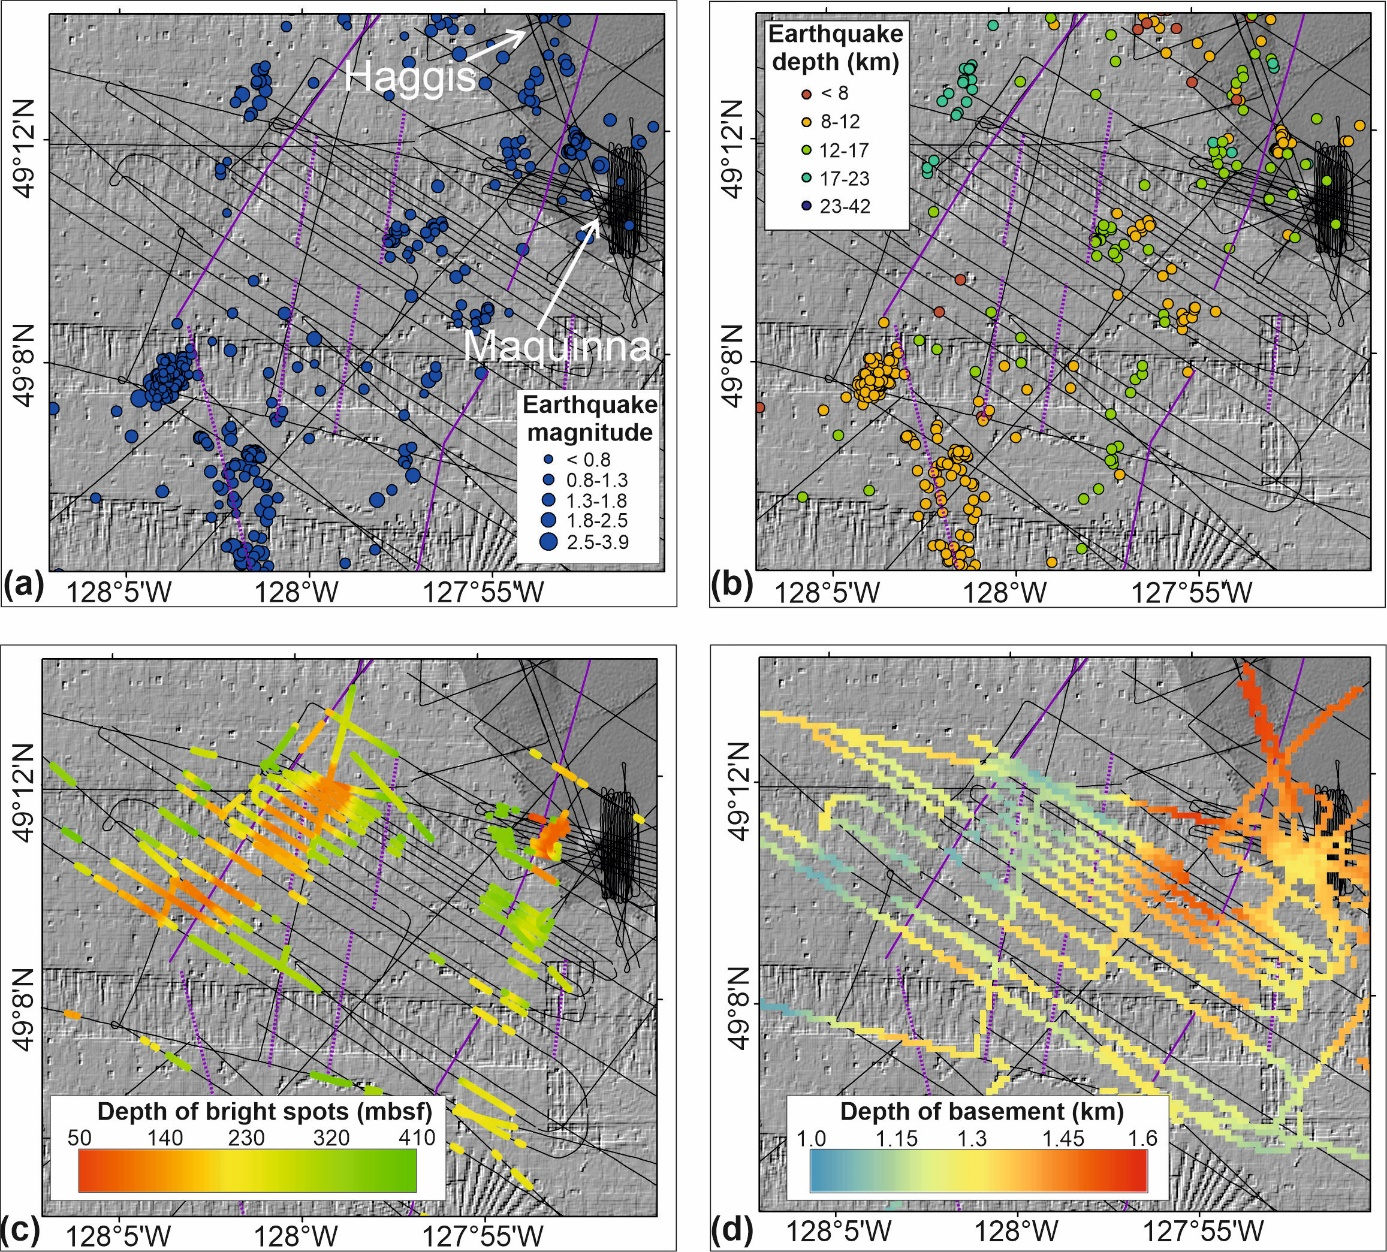 Haggis
Maquinna
49°12'N
49°8'N
Earthquake
magnitude
< 0.8
0.8-1.3
1.3-1.8
1.8-2.5
2.5-3.9
(a)
128°5'W
128°W
127°55'W
49°12'N
49°8'N
Earthquake
depth (km)
< 8
8-12
12-17
17-23
23-42
(b)
128°5'W
128°W
127°55'W
49°12'N
49°8'N
Depth of bright spots (mbsf)
50 140 230 320 410
(c)
128°5'W
128°W
127°55'W
49°12'N
49°8'N
Depth of basement (km)
1.0 1.15 1.3 1.45 1.6
(d)
128°5'W
128°W
127°55'W